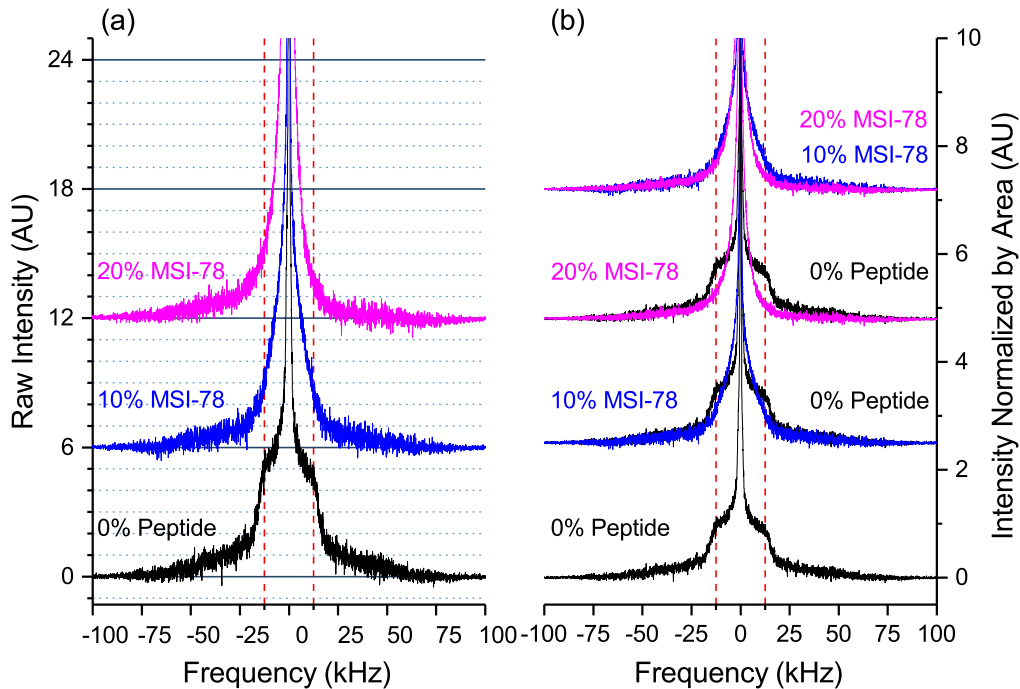 (a)
(b)
24
18
12
6
0
Raw Intensity (AU)
20% MSI-78
10% MSI-78
0% Peptide
-100 -75 -50 -25 0 25 50 75 100
Frequency (kHz)
20% MSI-78
10% MSI-78
20% MSI-78
0% Peptide
10% MSI-78
0% Peptide
0% Peptide
-100 -75 -50 -25 0 25 50 75 100
Frequency (kHz)
10
8
6
4
2
0
Intensity Normalized by Area (AU)